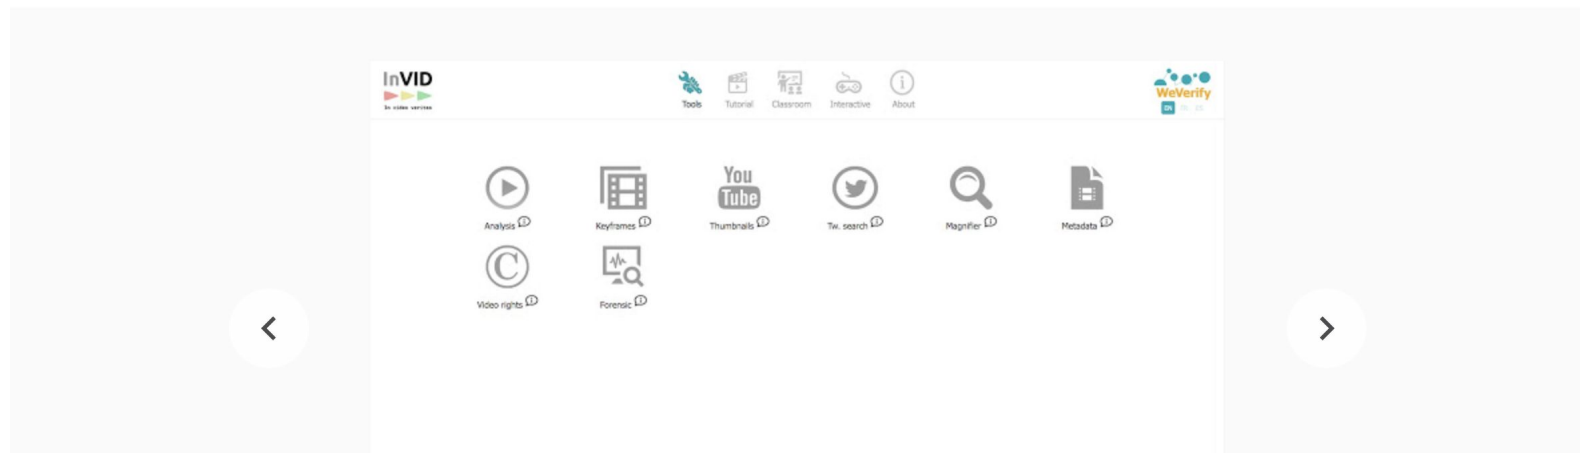 InVID
In video veritas
Tools
Tutorial
Classroom
Interactive
About
WeVerify
EN
ES
You
Tube
Analysis
Keyframes
Thumbnails
Tw. search
Magnifier
Metadata
C
Video rights
Forensic